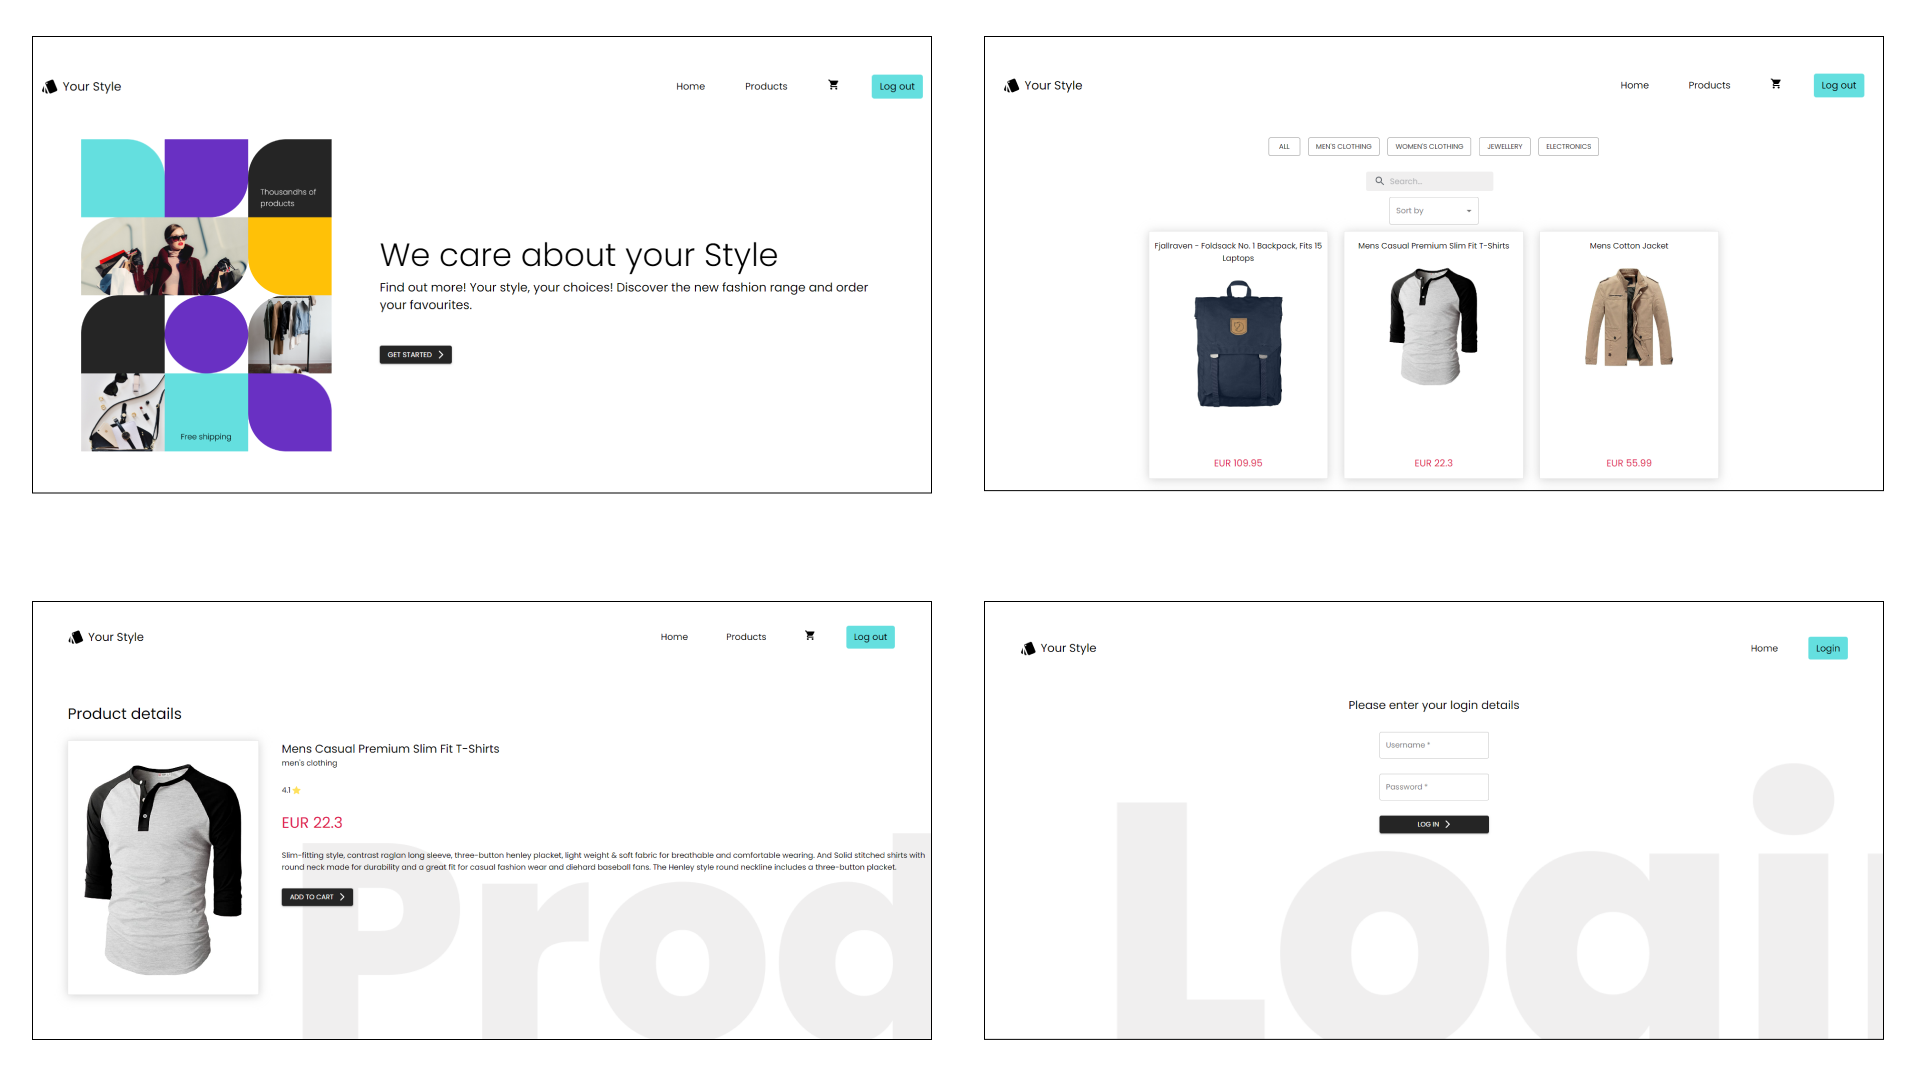 Your Style
Home
Products
Log out
Thousandhs of
products
Free shipping
We care about your Style
Find out more! Your style, your choices! Discover the new fashion range and order
your favourites.
GET STARTED
Your Style
Home
Products
Log out
ALL
MEN'S CLOTHING
WOMEN'S CLOTHING
JEWELLERY
ELECTRONICS
Search...
Sort by
Fjallraven - Foldsack No. 1 Backpack, Fits 15
Laptops
EUR 109.95
Mens Casual Premium Slim Fit T-Shirts
EUR 22.3
Mens Cotton Jacket
EUR 55.99
Your Style
Home
Products
Log out
Product details
Mens Casual Premium Slim Fit T-Shirts
men's clothing
4.1
EUR 22.3
Slim-fitting style, contrast raglan long sleeve, three-button henley placket, light weight & soft fabric for breathable and comfortable wearing. And Solid stitched shirts with
round neck made for durability and a great fit for casual fashion wear and diehard baseball fans. The Henley style round neckline includes a three-button placket.
ADD TO CART
Prod
Your Style
Home
Login
Please enter your login details
Username *
Password *
LOG IN
Logi